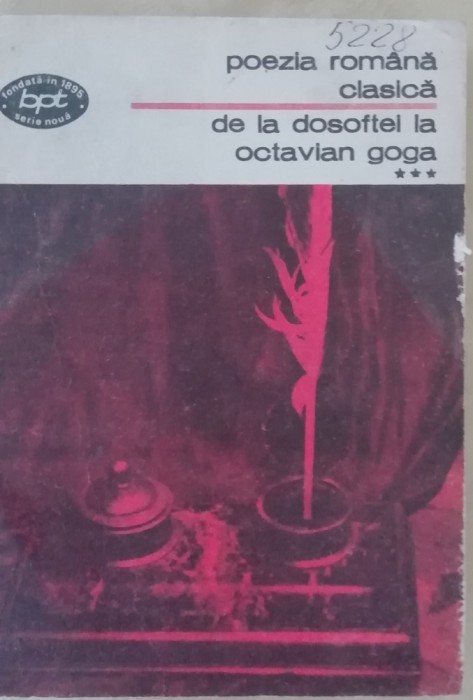 5228
poezia română
clasică
fondată în 1895
bpt
serie nouă
de la dosoftei la
octavian goga
***